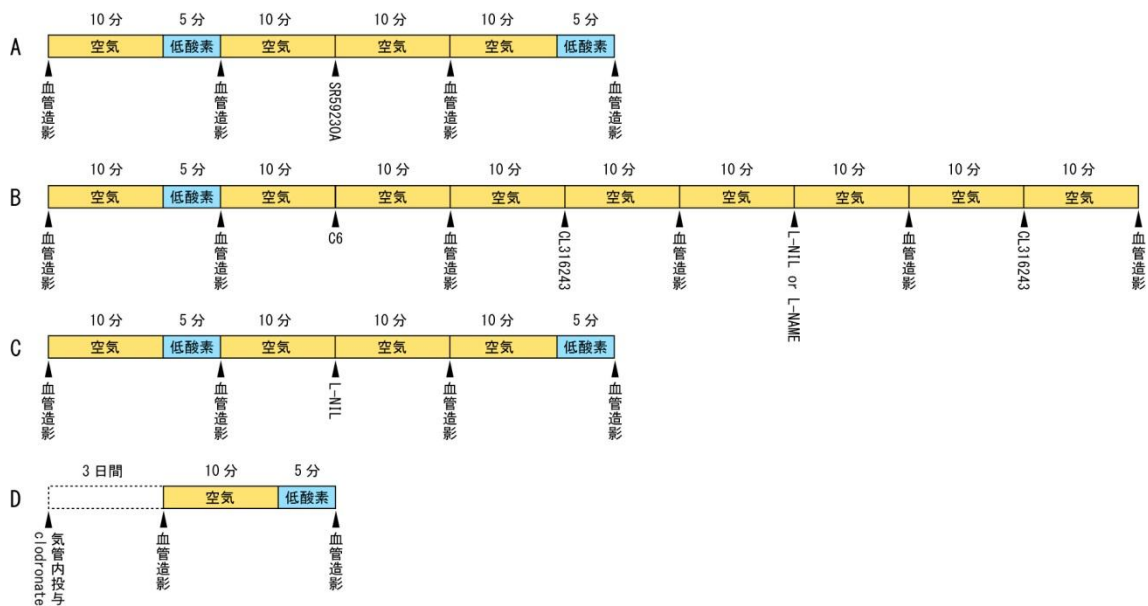 10分 5分 10分 10分 10分 5分
A 空気 低酸素 空気 空気 空気 低酸素
血管造影 血管造影 SR59230A 血管造影 血管造影
10分 5分 10分 10分 10分 10分 10分 10分 10分
B 空気 低酸素 空気 空気 空気 空気 空気 空気 空気
血管造影 血管造影 C6 血管造影 CL316243 血管造影 L-NIL or L-NAME 血管造影 CL316243 血管造影
10分 5分 10分 10分 10分 5分
C 空気 低酸素 空気 空気 空気 低酸素
血管造影 血管造影 L-NIL 血管造影 血管造影
3日間 10分 5分
D 空気 低酸素
気管内投与
clodronate
血管造影 血管造影